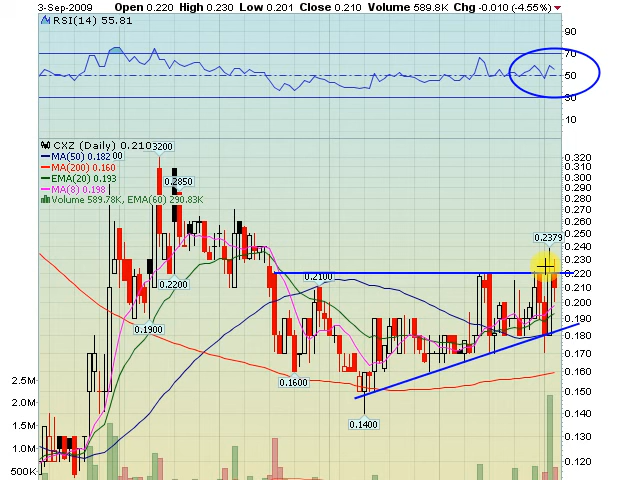 3-Sep-2009 Open 0.220 High 0.230 Low 0.201 Close 0.210 Volume 589.8K Chg -0.010 (-4.55%)
RSI(14) 55.81
90
70
50
30
10
CXZ (Daily) 0.210
3200
MA(50) 0.182
00
MA(200) 0.160
EMA(20) 0.193
MA(8) 0.198
Volume 589.78K, EMA(60) 290.83K
0.2850
0.2379
0.2200
0.2100
0.1900
0.1600
0.1400
0.320
0.310
0.300
0.290
0.280
0.270
0.260
0.250
0.240
0.230
0.220
0.210
0.200
0.190
0.180
0.170
0.160
0.150
0.140
0.130
0.120
2.5M
2.0M
1.5M
1.0M
500K